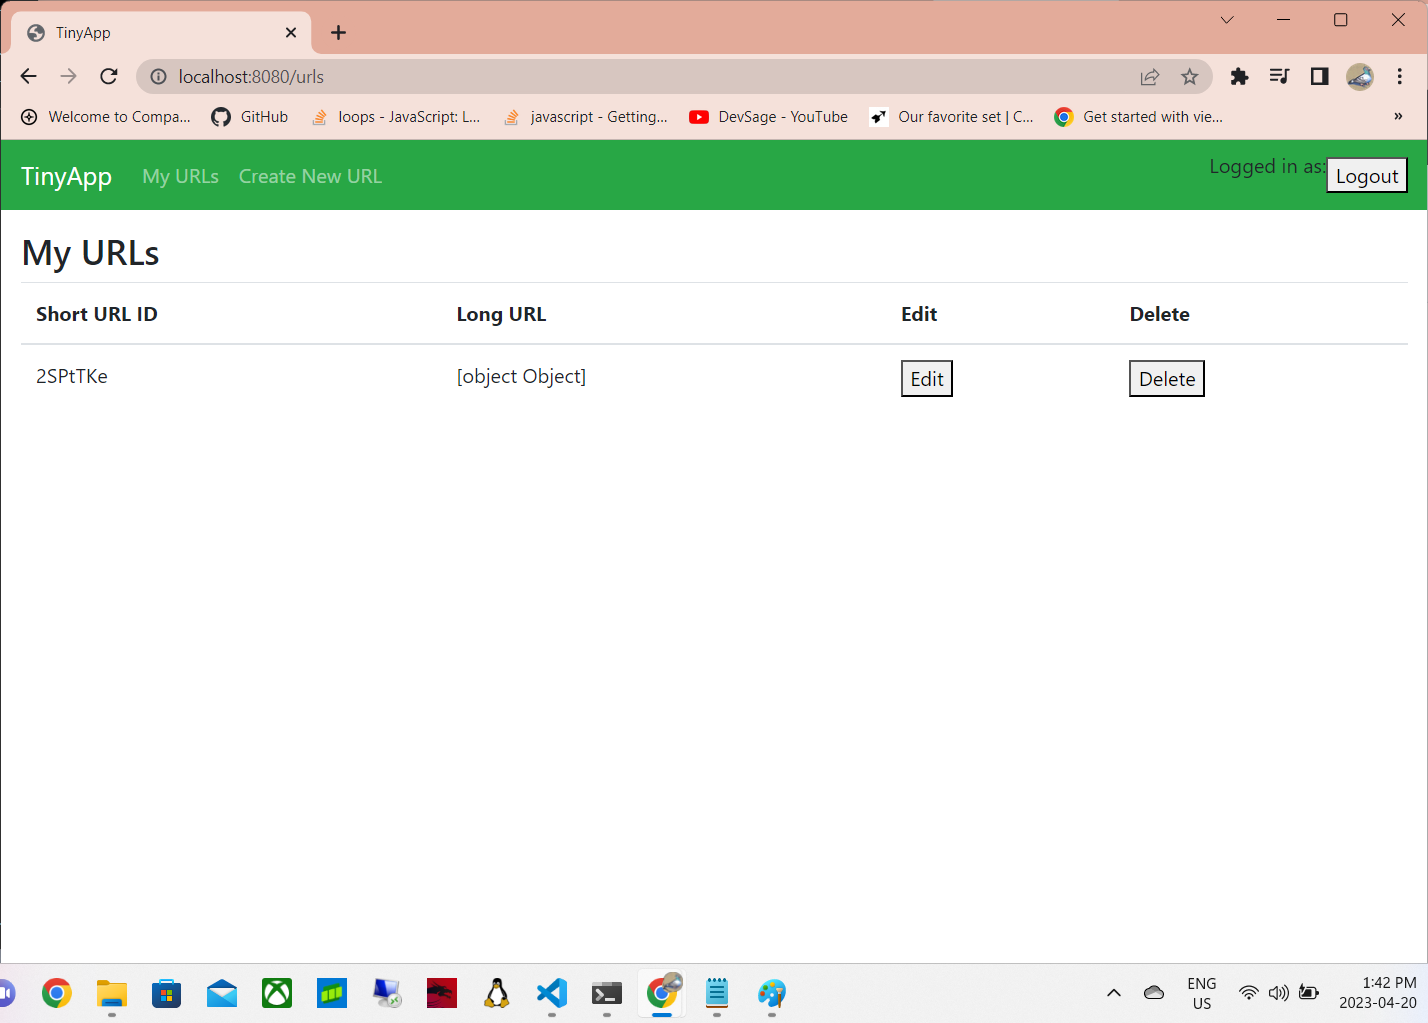 TinyApp
localhost:8080/urls
Welcome to Compa... GitHub loops - JavaScript: L... javascript - Getting... DevSage - YouTube Our favorite set | C... Get started with vie... »
TinyApp My URLs Create New URL Logged in as: Logout
My URLs
Short URL ID Long URL Edit Delete
2SPtTKe [object Object] Edit Delete
ENG 1:42 PM
US 2023-04-20